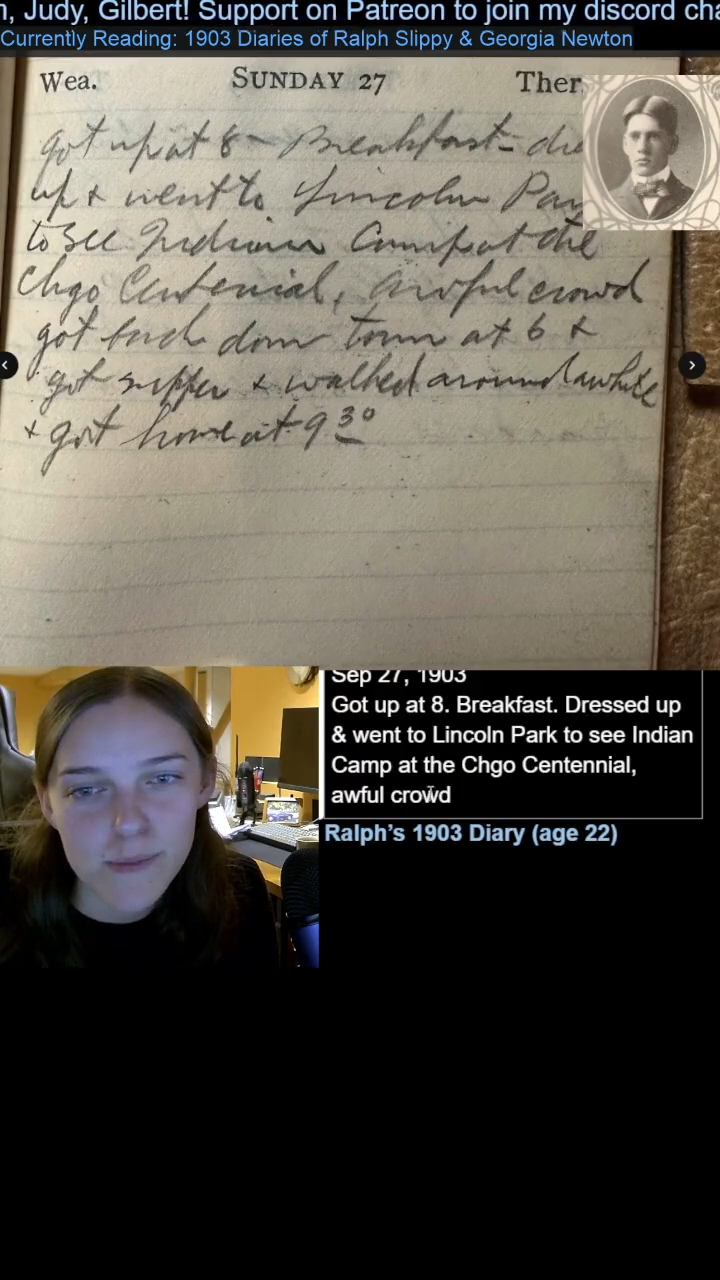 n, Judy, Gilbert! Support on Patreon to join my discord cha
Currently Reading: 1903 Diaries of Ralph Slippy & Georgia Newton
Wea. SUNDAY 27 Ther
got up at 8 - Breakfast - dre
up & went to Lincoln Par
to see Indian Camp at the
Chgo Centenial, awful crowd
got back down town at 6 &
got supper & walked around awhile
& got home at 9 30
Sep 27, 1903
Got up at 8. Breakfast. Dressed up
& went to Lincoln Park to see Indian
Camp at the Chgo Centennial,
awful crowd
Ralph's 1903 Diary (age 22)